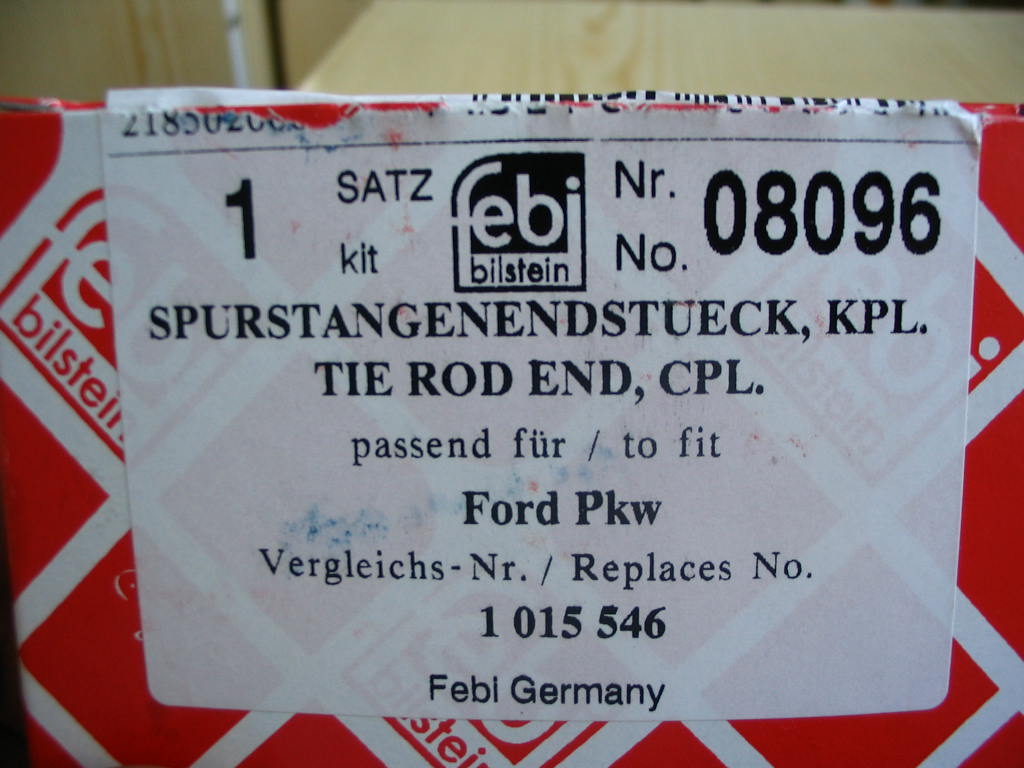 1 SATZ kit febi bilstein Nr. No. 08096
SPURSTANGENENDSTUECK, KPL.
TIE ROD END, CPL.
passend für / to fit
Ford Pkw
Vergleichs-Nr. / Replaces No.
1 015 546
Febi Germany
bilstein